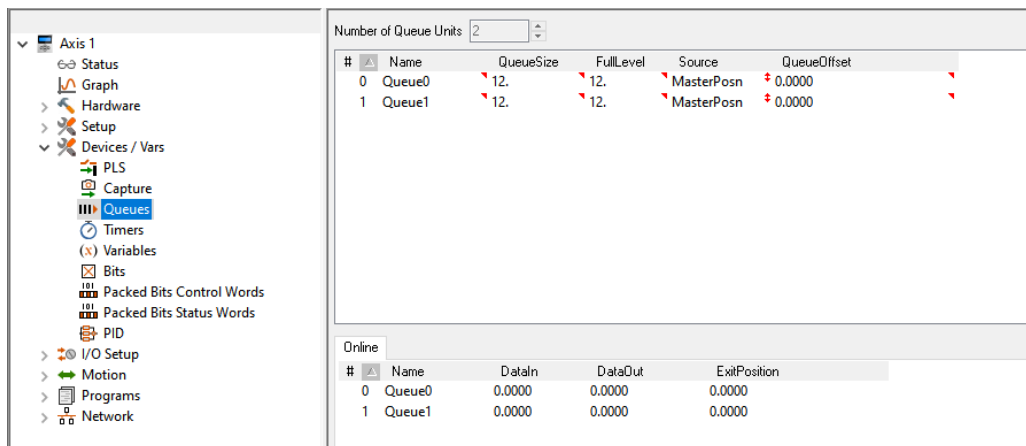 Axis 1
Status
Graph
Hardware
Setup
Devices / Vars
PLS
Capture
Queues
Timers
(x) Variables
Bits
Packed Bits Control Words
Packed Bits Status Words
PID
I/O Setup
Motion
Programs
Network
Number of Queue Units 2
# Name QueueSize FullLevel Source QueueOffset
0 Queue0 12. 12. MasterPosn 0.0000
1 Queue1 12. 12. MasterPosn 0.0000
Online
# Name DataIn DataOut ExitPosition
0 Queue0 0.0000 0.0000 0.0000
1 Queue1 0.0000 0.0000 0.0000